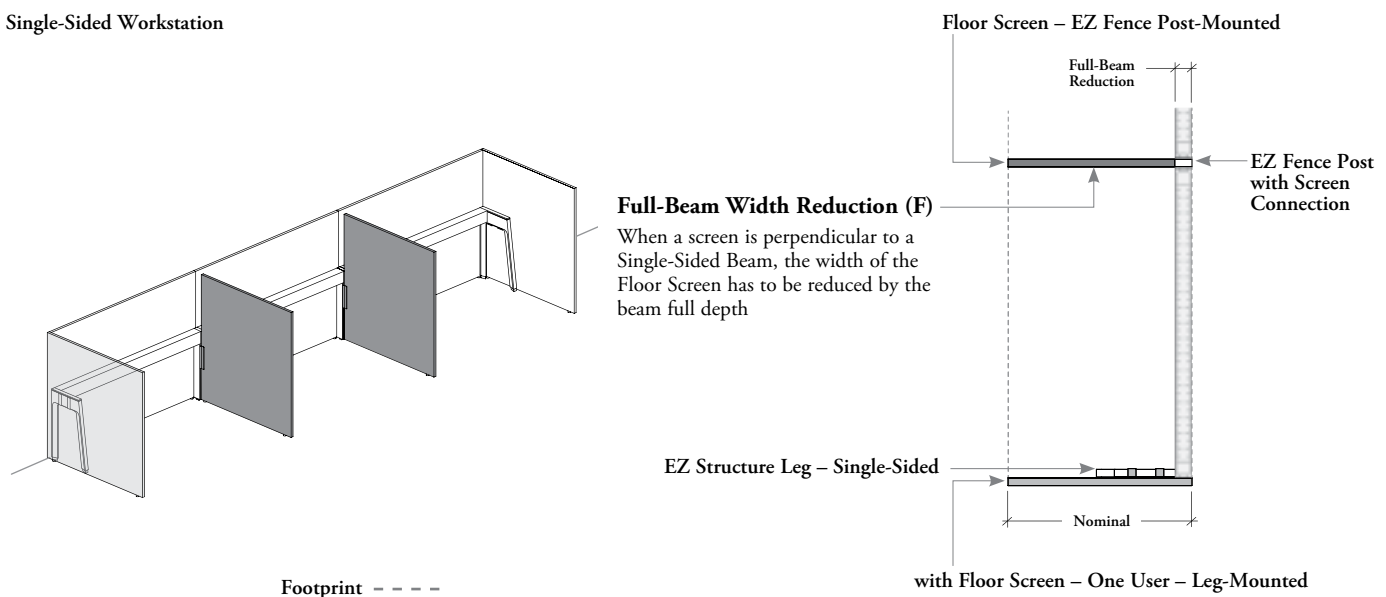 Single-Sided Workstation
Floor Screen – EZ Fence Post-Mounted
Full-Beam
Reduction
EZ Fence Post
with Screen
Connection
Full-Beam Width Reduction (F)
When a screen is perpendicular to a
Single-Sided Beam, the width of the
Floor Screen has to be reduced by the
beam full depth
EZ Structure Leg – Single-Sided
Nominal
with Floor Screen – One User – Leg-Mounted
Footprint